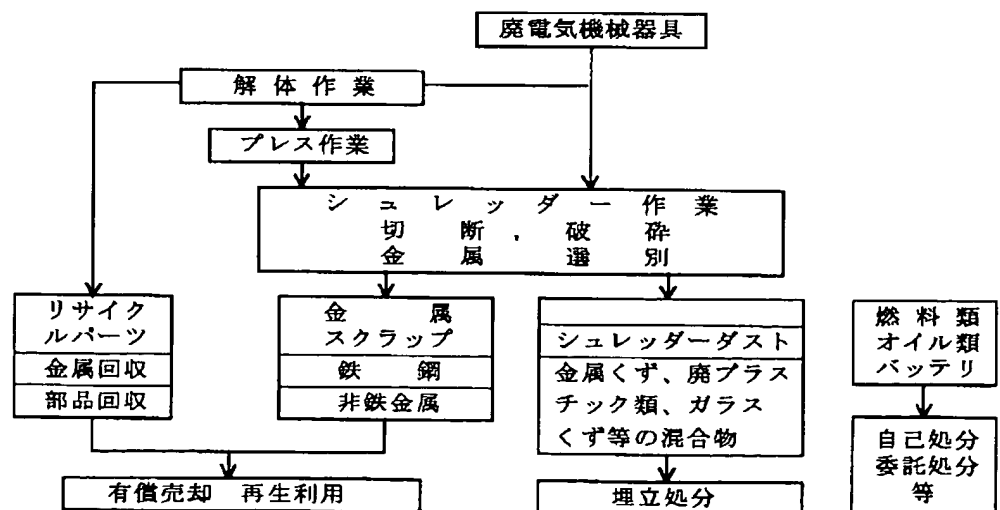 廃電気機械器具
解体作業
プレス作業
シュレッダー作業
切断．破砕
金属選別
リサイク
ルパーツ
金属回収
部品回収
金属
スクラップ
鉄鋼
非鉄金属
シュレッダーダスト
金属くず、廃プラス
チック類、ガラス
くず等の混合物
燃料類
オイル類
バッテリ
自己処分
委託処分
等
有償売却 再生利用
埋立処分